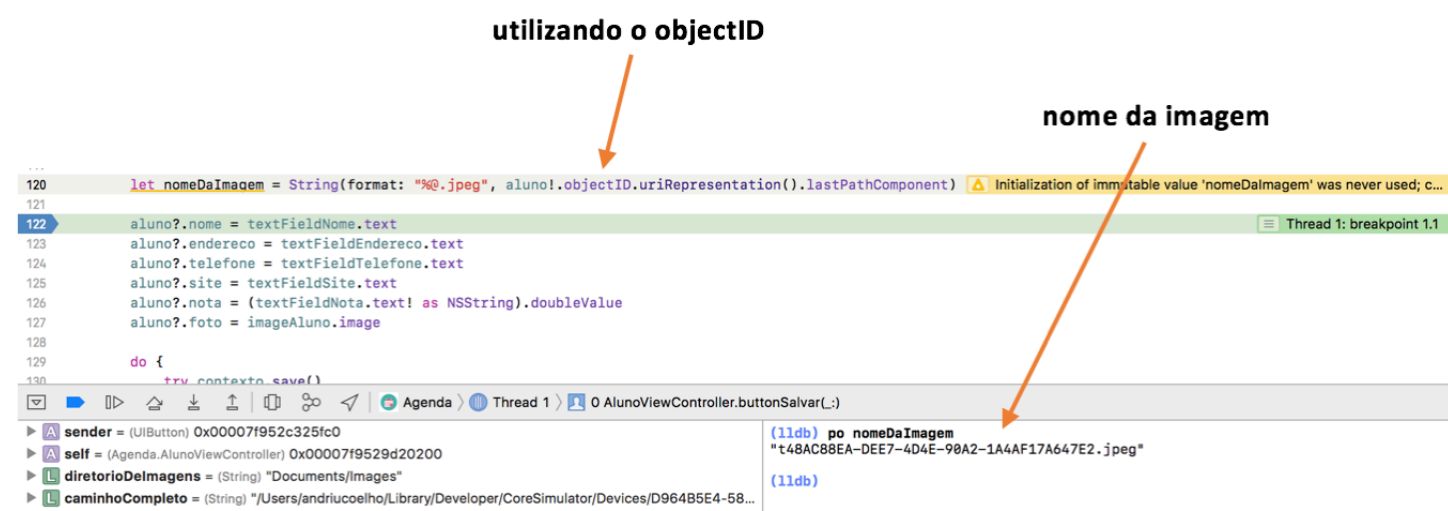 utilizando o objectID
nome da imagem
120 let nomeDaImagem = String(format: "%@.jpeg", aluno!.objectID.uriRepresentation().lastPathComponent) Initialization of immutable value 'nomeDaImagem' was never used; c...
121
122 aluno?.nome = textFieldNome.text Thread 1: breakpoint 1.1
123 aluno?.endereco = textFieldEndereco.text
124 aluno?.telefone = textFieldTelefone.text
125 aluno?.site = textFieldSite.text
126 aluno?.nota = (textFieldNota.text! as NSString).doubleValue
127 aluno?.foto = imageAluno.image
128
129 do {
130 try contexto.save()
Agenda Thread 1 0 AlunoViewController.buttonSalvar(_:)
A sender = (UIButton) 0x00007f952c325fc0
A self = (Agenda.AlunoViewController) 0x00007f9529d20200
L diretorioDeImagens = (String) "Documents/Images"
L caminhoCompleto = (String) "/Users/andriucoelho/Library/Developer/CoreSimulator/Devices/D964B5E4-58...
(lldb) po nomeDaImagem
"t48AC88EA-DEE7-4D4E-90A2-1A4AF17A647E2.jpeg"
(lldb)